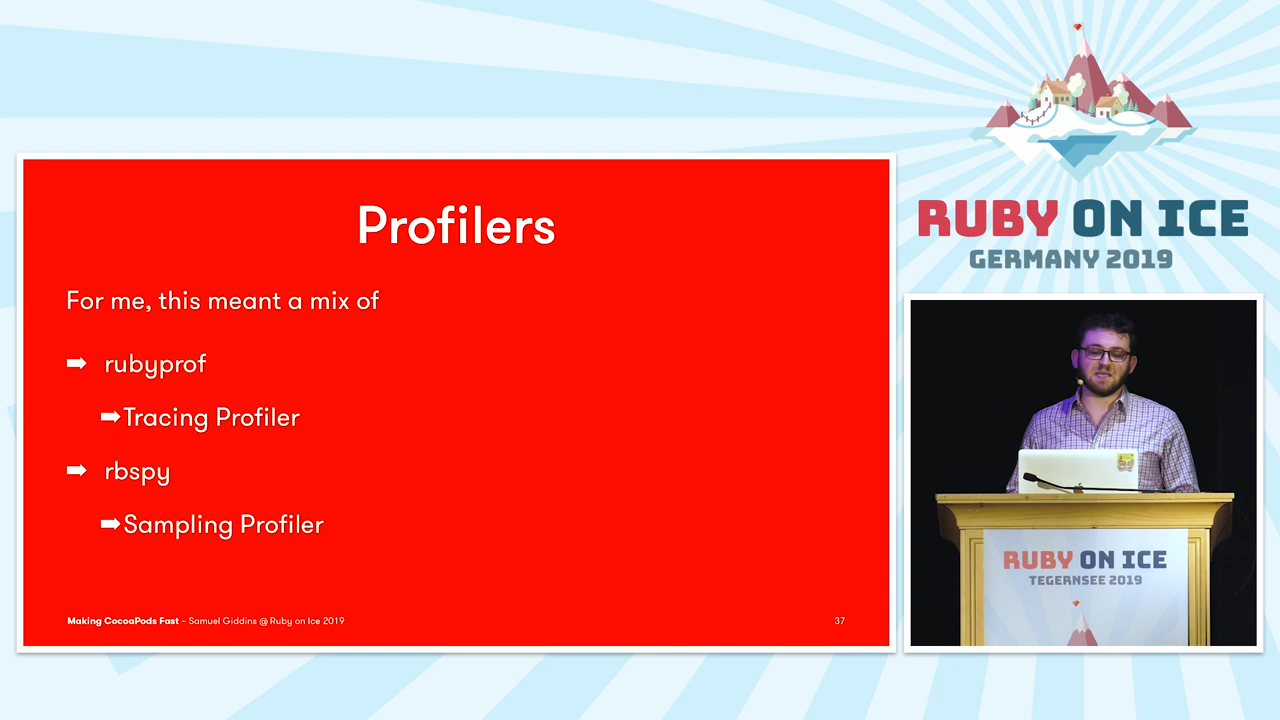 RUBY ON ICE
GERMANY 2019
Profilers
For me, this meant a mix of
➡ rubyprof
➡Tracing Profiler
➡ rbspy
➡Sampling Profiler
Making CocoaPods Fast - Samuel Giddins @ Ruby on Ice 2019
37
RUBY ON ICE
TEGERNSEE 2019